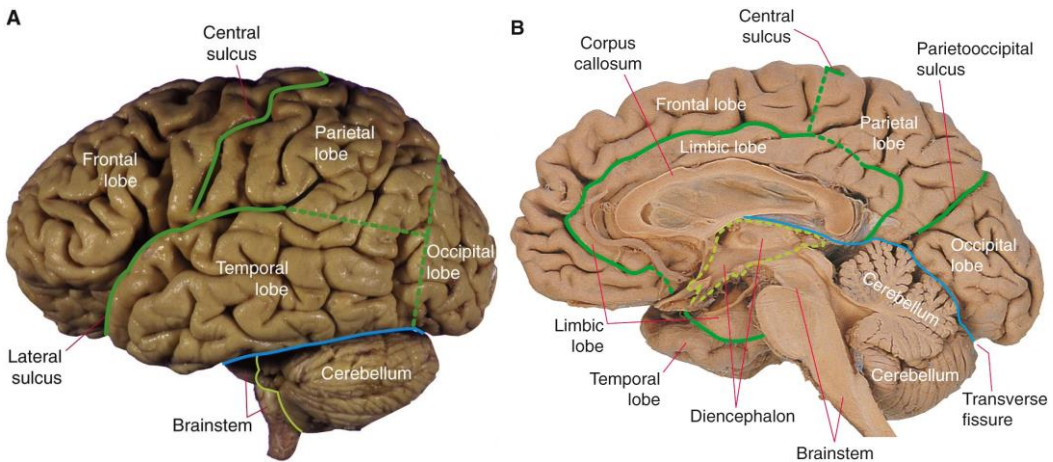 A
Central
sulcus
Frontal
lobe
Parietal
lobe
Temporal
lobe
Occipital
lobe
Lateral
sulcus
Cerebellum
Brainstem
B
Corpus
callosum
Central
sulcus
Parietooccipital
sulcus
Frontal lobe
Parietal
lobe
Limbic lobe
Occipital
lobe
Cerebellum
Limbic
lobe
Temporal
lobe
Cerebellum
Diencephalon
Transverse
fissure
Brainstem